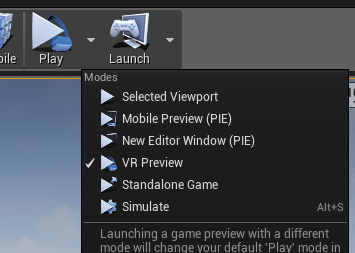 bile Play Launch
Modes
Selected Viewport
Mobile Preview (PIE)
New Editor Window (PIE)
VR Preview
Standalone Game
Simulate Alt+S
Launching a game preview with a different
mode will change your default 'Play' mode in